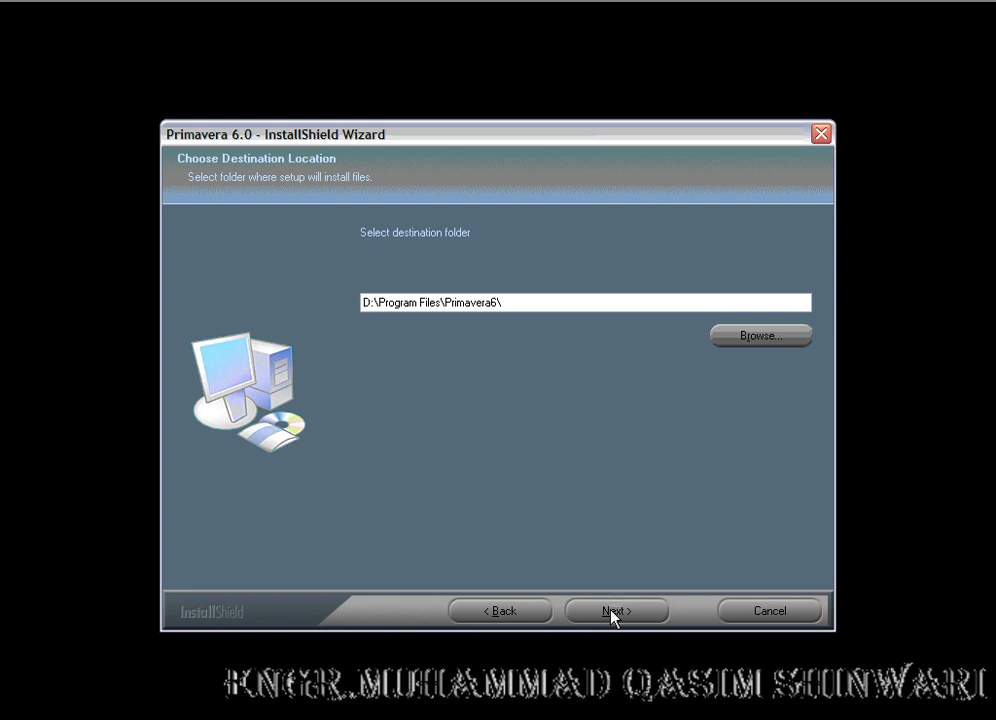 Primavera 6.0 - InstallShield Wizard
Choose Destination Location
Select folder where setup will install files.
Select destination folder
D:\Program Files\Primavera6\
Browse...
InstallShield
< Back
Next >
Cancel
ENGR.MUHAMMAD QASIM SHINWARI